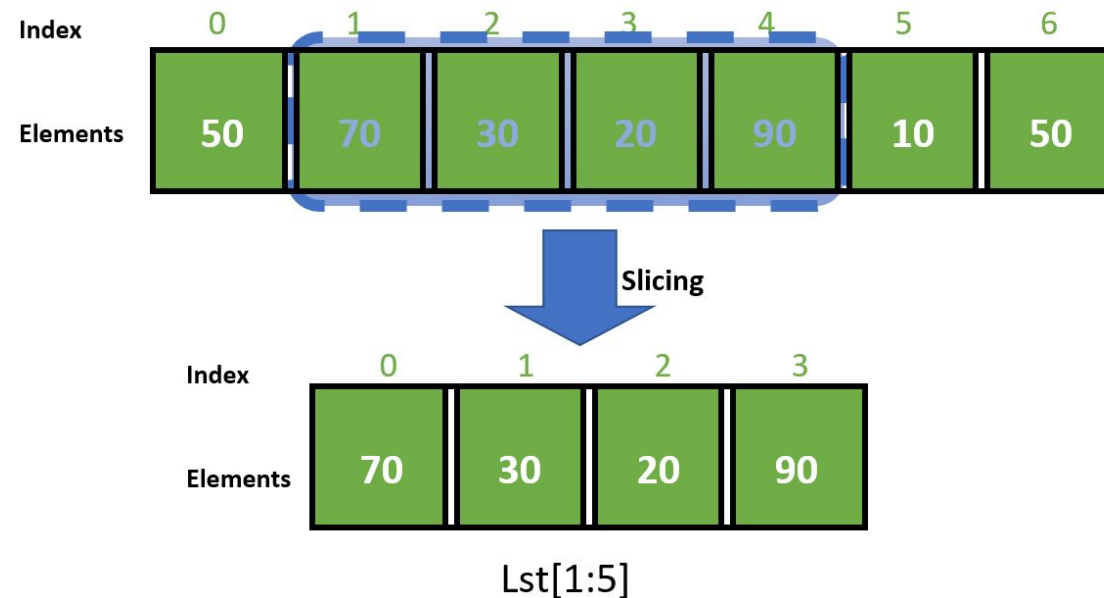 Index 0 1 2 3 4 5 6
Elements 50 70 30 20 90 10 50
Slicing
Index 0 1 2 3
Elements 70 30 20 90
Lst[1:5]